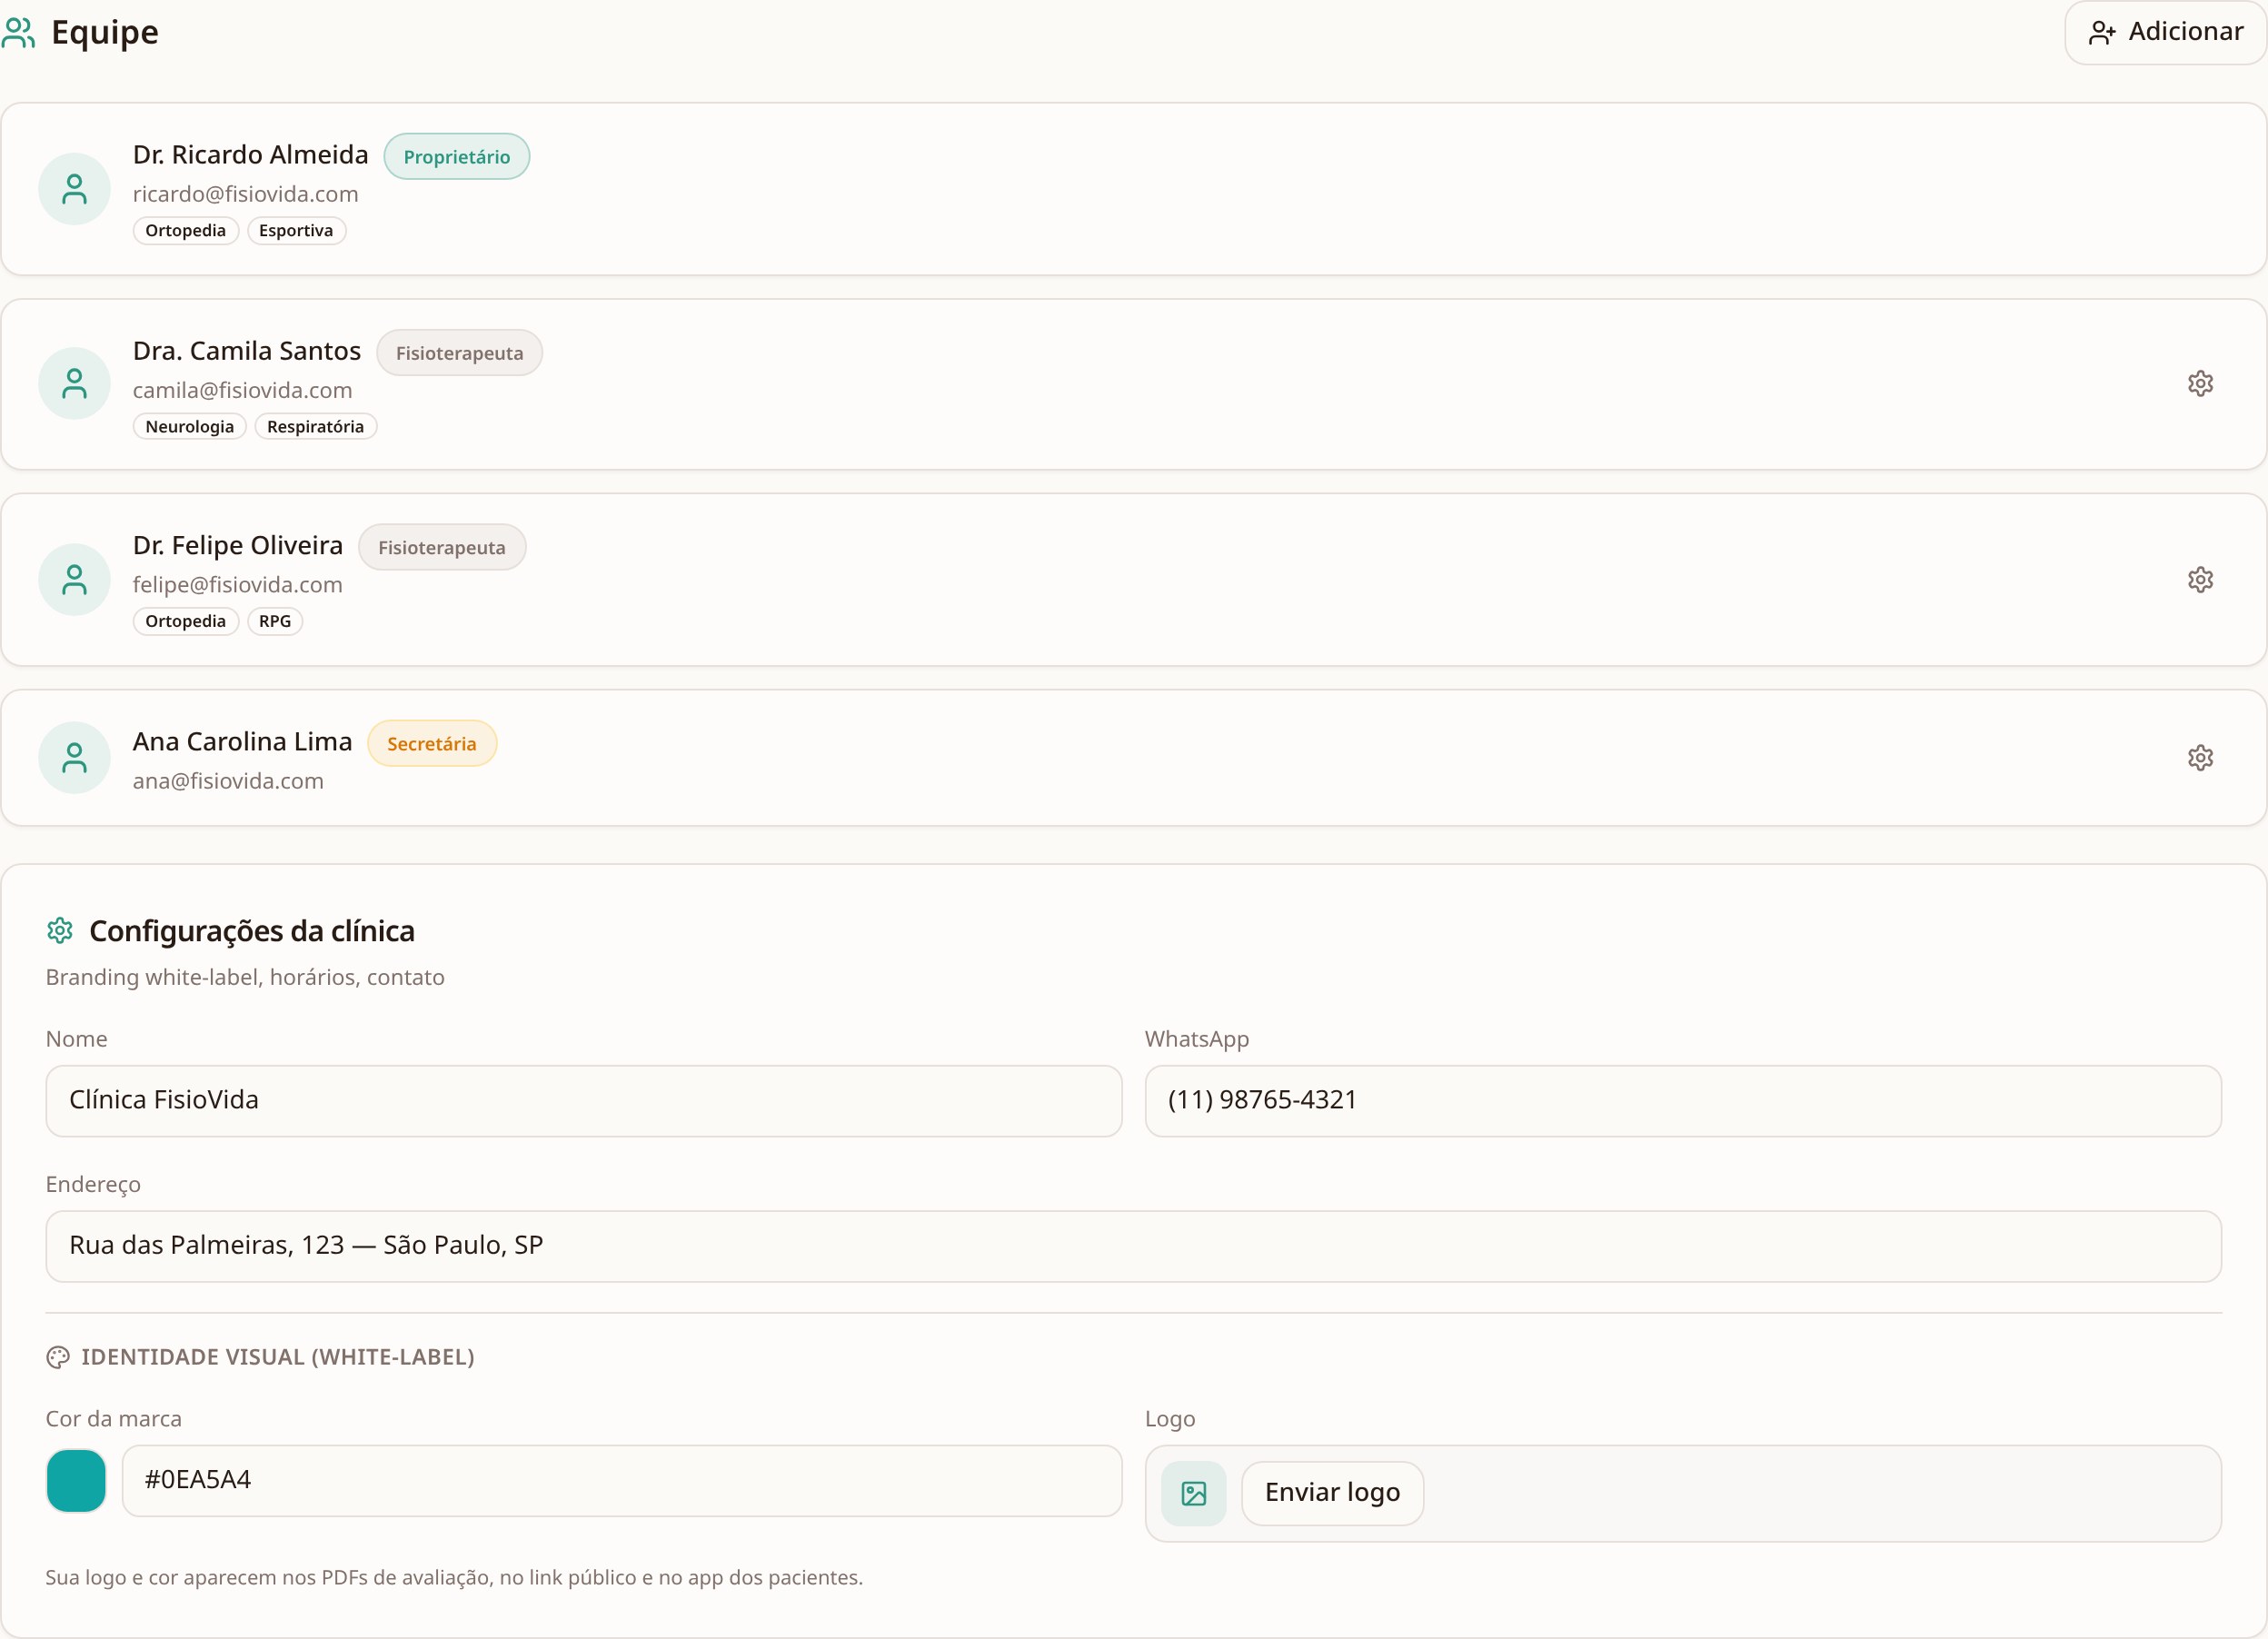 Equipe
Adicionar
Dr. Ricardo Almeida Proprietário
ricardo@fisiovida.com
Ortopedia Esportiva
Dra. Camila Santos Fisioterapeuta
camila@fisiovida.com
Neurologia Respiratória
Dr. Felipe Oliveira Fisioterapeuta
felipe@fisiovida.com
Ortopedia RPG
Ana Carolina Lima Secretária
ana@fisiovida.com
Configurações da clínica
Branding white-label, horários, contato
Nome
Clínica FisioVida
WhatsApp
(11) 98765-4321
Endereço
Rua das Palmeiras, 123 — São Paulo, SP
IDENTIDADE VISUAL (WHITE-LABEL)
Cor da marca
#0EA5A4
Logo
Enviar logo
Sua logo e cor aparecem nos PDFs de avaliação, no link público e no app dos pacientes.